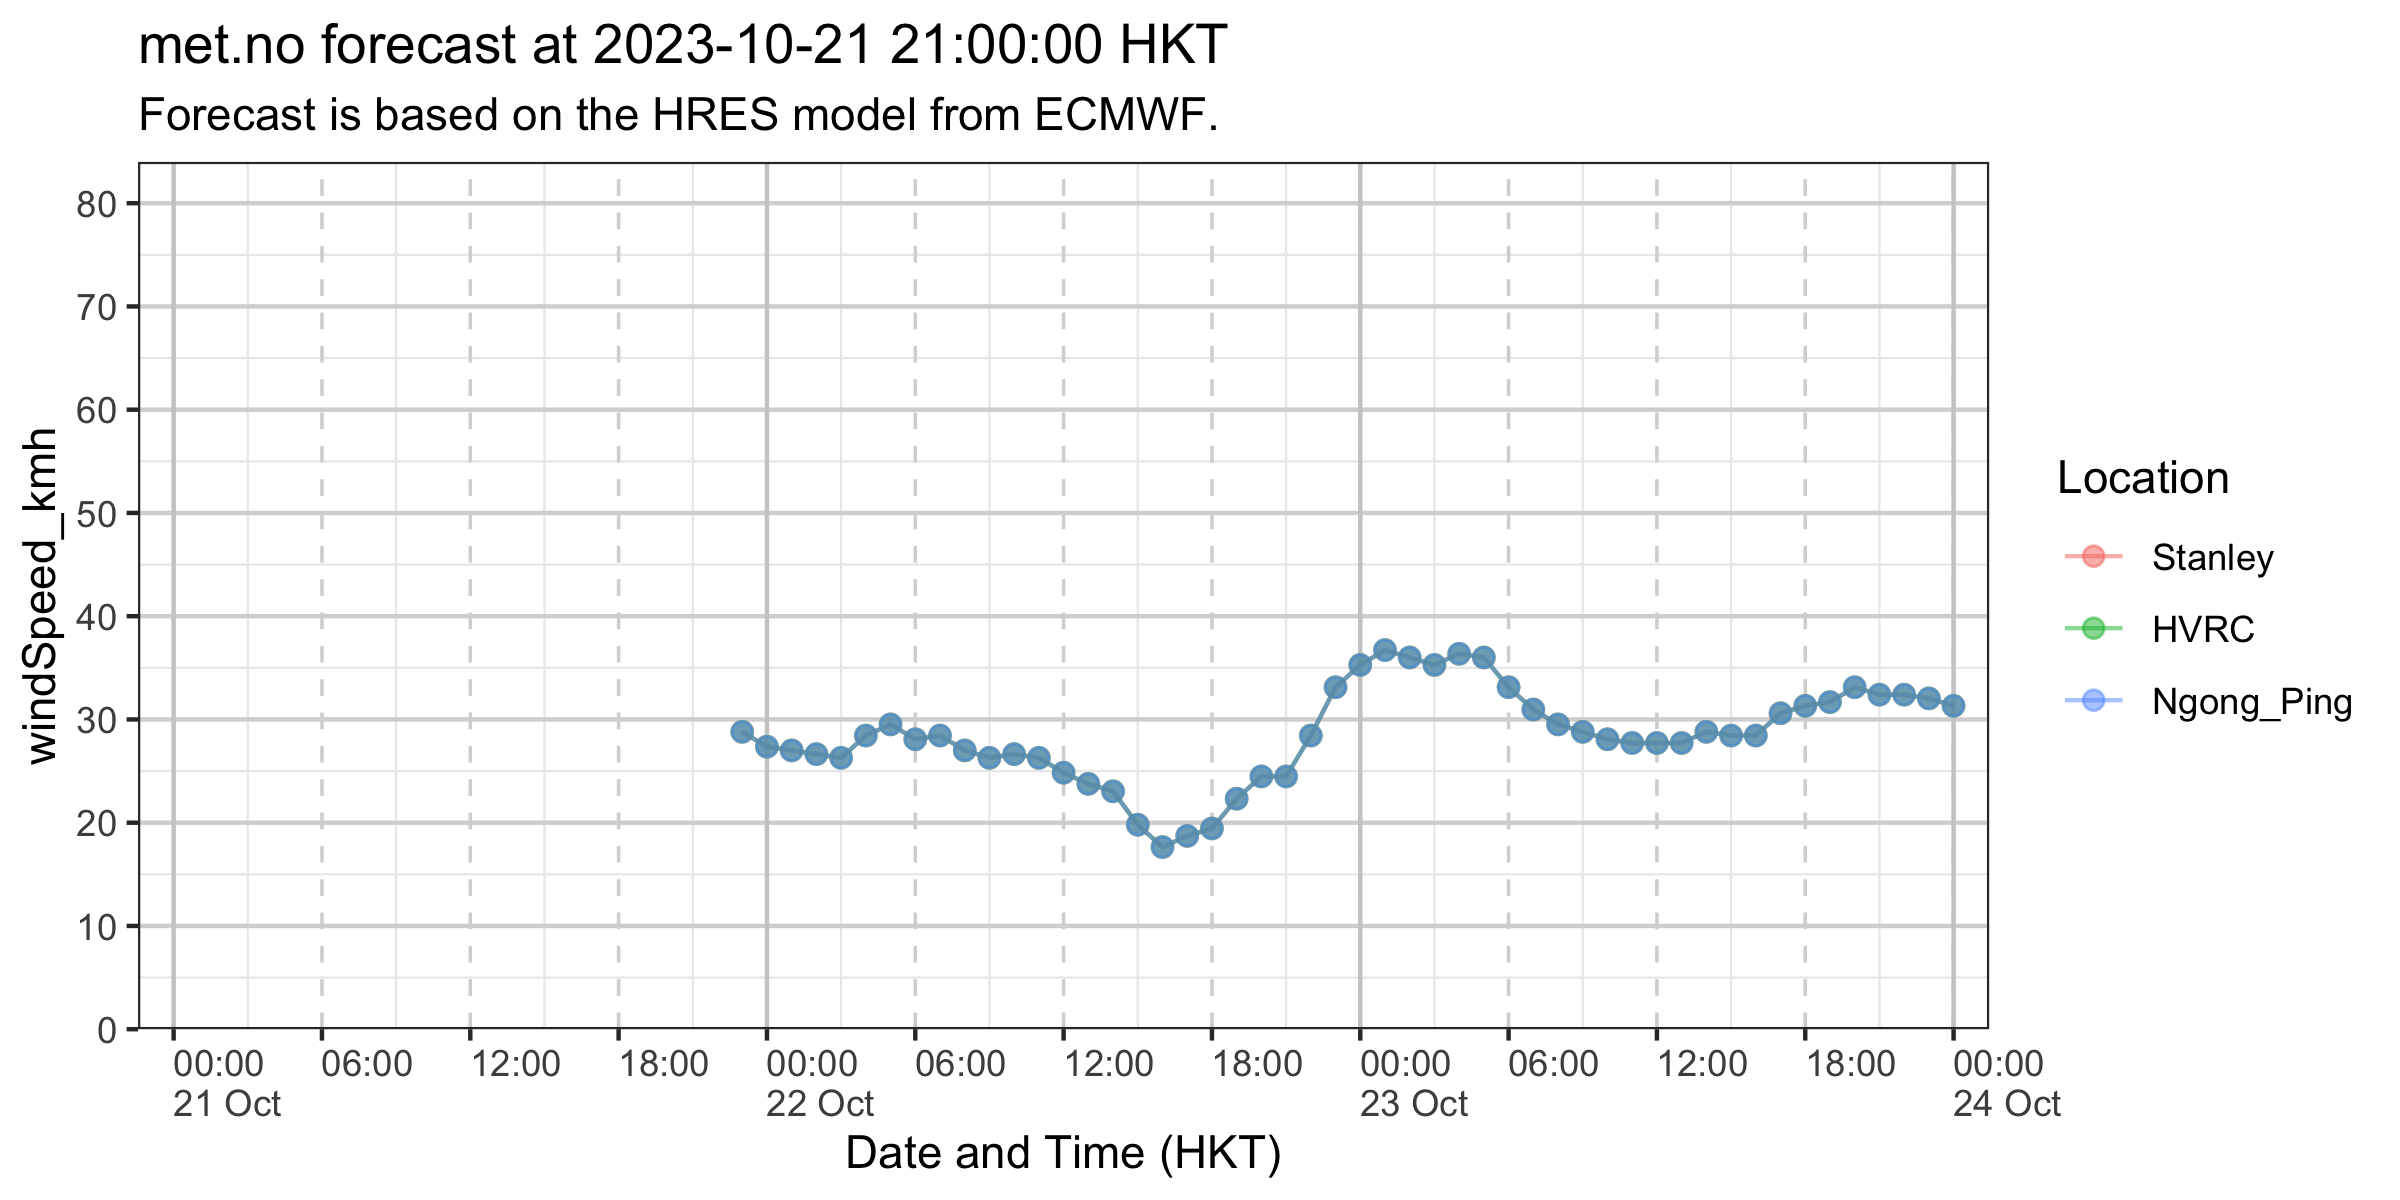 met.no forecast at 2023-10-21 21:00:00 HKT
Forecast is based on the HRES model from ECMWF.
windSpeed_kmh
80
70
60
50
40
30
20
10
0
00:00 06:00 12:00 18:00 00:00 06:00 12:00 18:00 00:00 06:00 12:00 18:00 00:00
21 Oct 22 Oct 23 Oct 24 Oct
Date and Time (HKT)
Location
Stanley
HVRC
Ngong_Ping